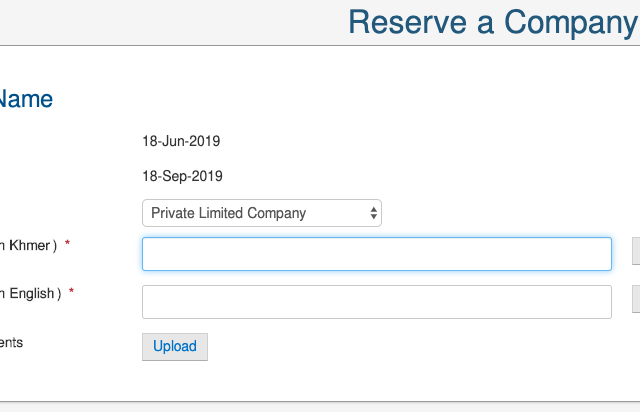 Reserve a Company
Name
18-Jun-2019
18-Sep-2019
Private Limited Company
n Khmer ) *
n English ) *
ents
Upload